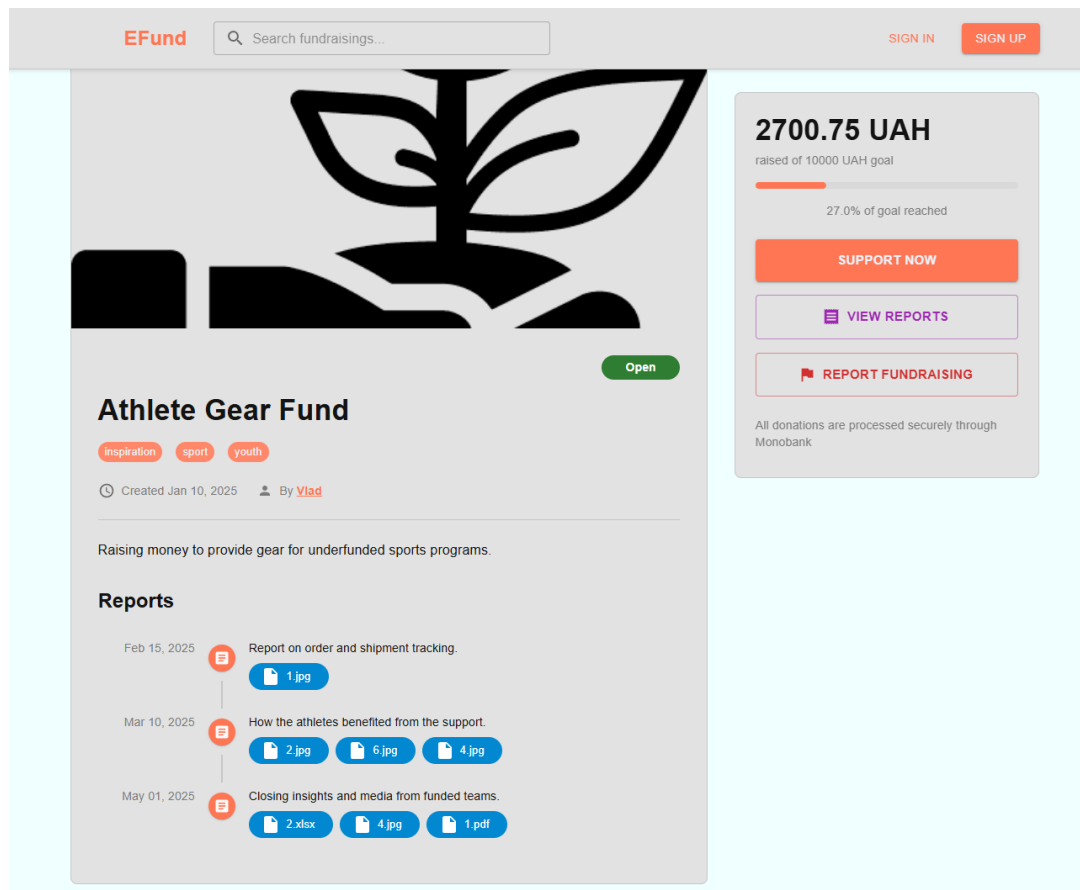 EFund
Search fundraisings...
SIGN IN
SIGN UP
Open
Athlete Gear Fund
inspiration sport youth
Created Jan 10, 2025 By Vlad
Raising money to provide gear for underfunded sports programs.
Reports
Feb 15, 2025
Report on order and shipment tracking.
1.jpg
Mar 10, 2025
How the athletes benefited from the support.
2.jpg 6.jpg 4.jpg
May 01, 2025
Closing insights and media from funded teams.
2.xlsx 4.jpg 1.pdf
2700.75 UAH
raised of 10000 UAH goal
27.0% of goal reached
SUPPORT NOW
VIEW REPORTS
REPORT FUNDRAISING
All donations are processed securely through
Monobank